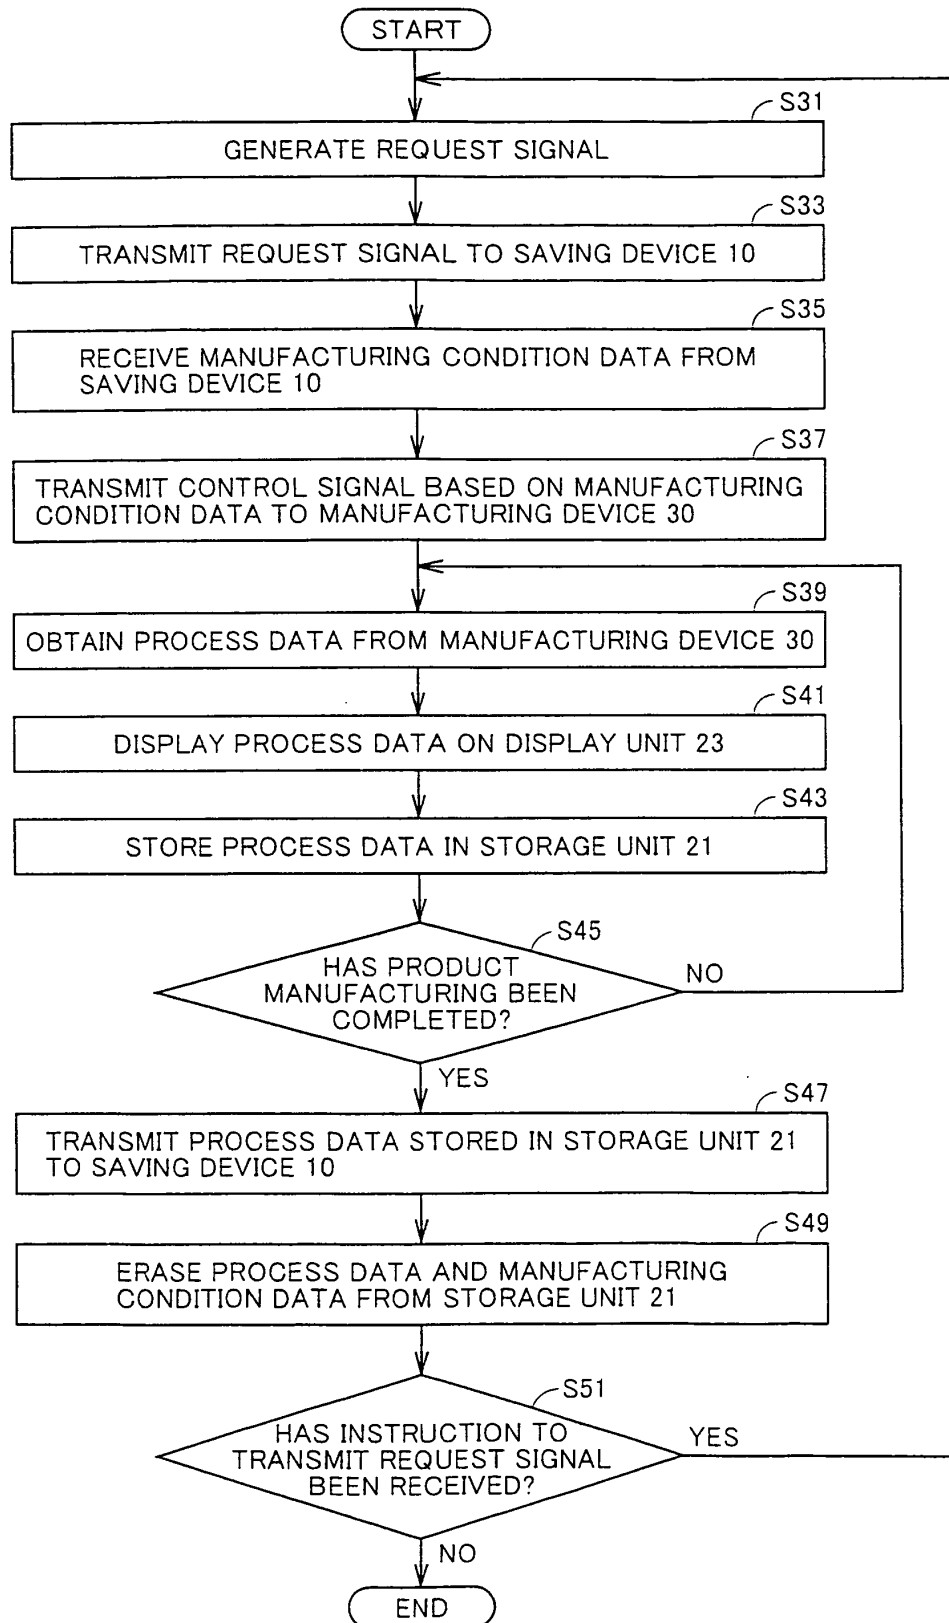 START
S31
GENERATE REQUEST SIGNAL
S33
TRANSMIT REQUEST SIGNAL TO SAVING DEVICE 10
S35
RECEIVE MANUFACTURING CONDITION DATA FROM
SAVING DEVICE 10
S37
TRANSMIT CONTROL SIGNAL BASED ON MANUFACTURING
CONDITION DATA TO MANUFACTURING DEVICE 30
S39
OBTAIN PROCESS DATA FROM MANUFACTURING DEVICE 30
S41
DISPLAY PROCESS DATA ON DISPLAY UNIT 23
S43
STORE PROCESS DATA IN STORAGE UNIT 21
S45
HAS PRODUCT
MANUFACTURING BEEN
COMPLETED?
NO
YES
S47
TRANSMIT PROCESS DATA STORED IN STORAGE UNIT 21
TO SAVING DEVICE 10
S49
ERASE PROCESS DATA AND MANUFACTURING
CONDITION DATA FROM STORAGE UNIT 21
S51
HAS INSTRUCTION TO
TRANSMIT REQUEST SIGNAL
BEEN RECEIVED?
YES
NO
END